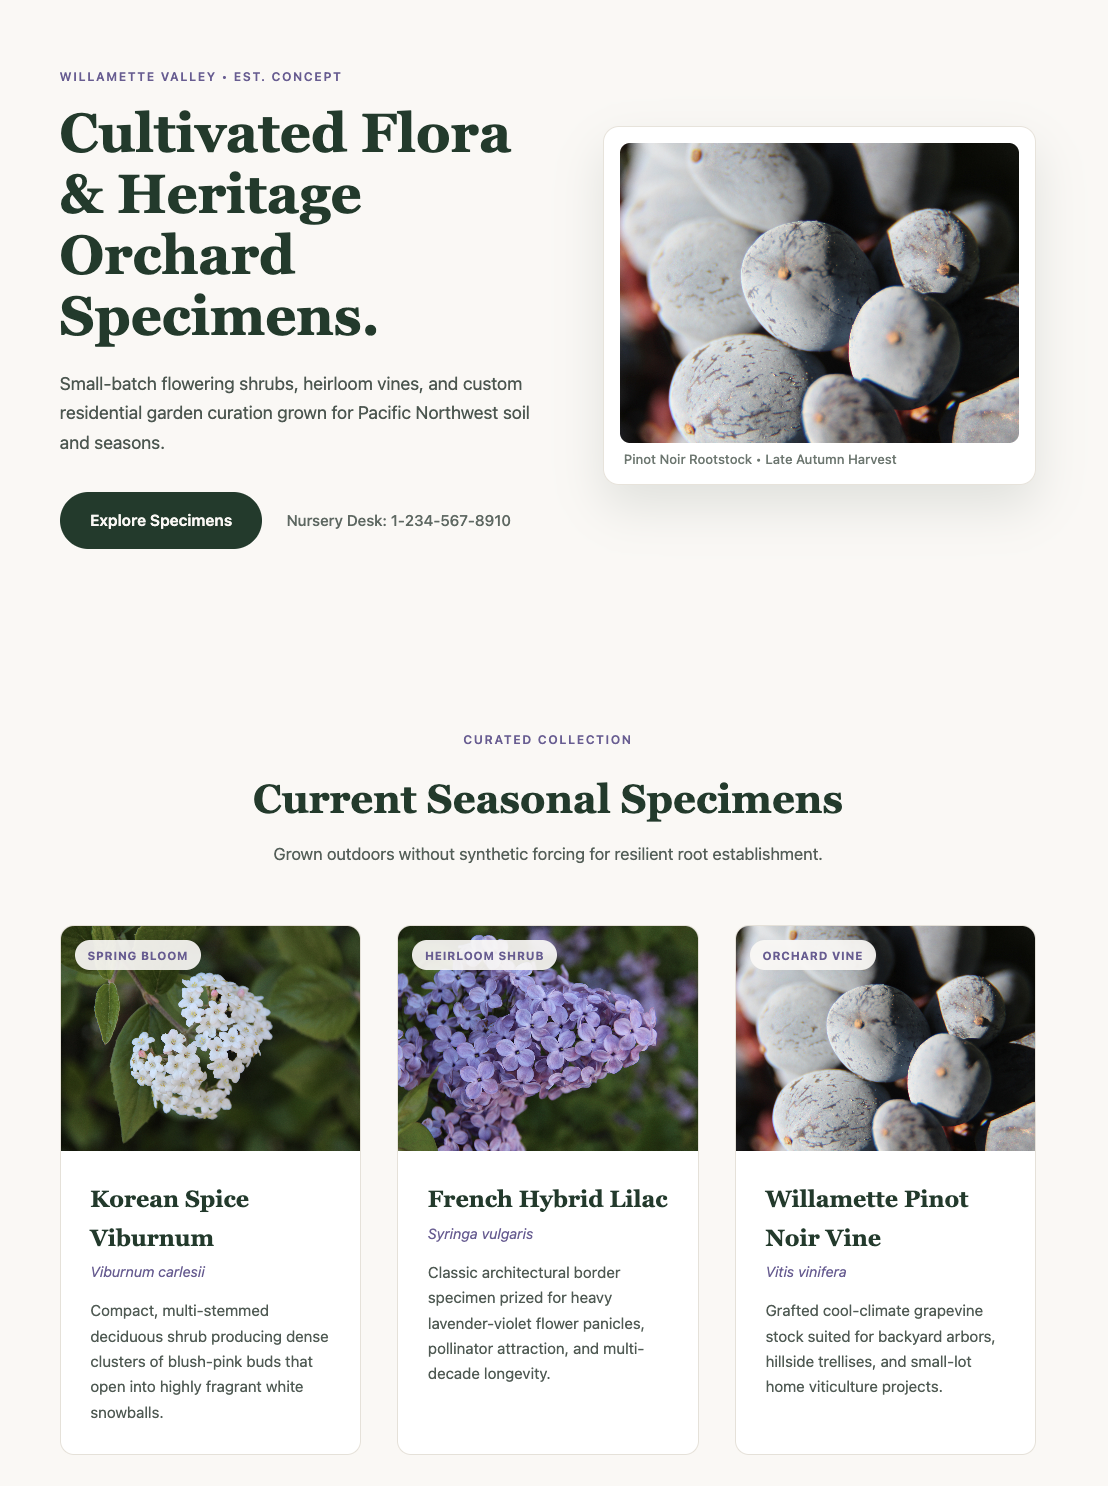 WILLAMETTE VALLEY • EST. CONCEPT
Cultivated Flora
& Heritage
Orchard
Specimens.
Small-batch flowering shrubs, heirloom vines, and custom
residential garden curation grown for Pacific Northwest soil
and seasons.
Explore Specimens
Nursery Desk: 1-234-567-8910
Pinot Noir Rootstock • Late Autumn Harvest
CURATED COLLECTION
Current Seasonal Specimens
Grown outdoors without synthetic forcing for resilient root establishment.
SPRING BLOOM
Korean Spice
Viburnum
Viburnum carlesii
Compact, multi-stemmed
deciduous shrub producing dense
clusters of blush-pink buds that
open into highly fragrant white
snowballs.
HEIRLOOM SHRUB
French Hybrid Lilac
Syringa vulgaris
Classic architectural border
specimen prized for heavy
lavender-violet flower panicles,
pollinator attraction, and multi-
decade longevity.
ORCHARD VINE
Willamette Pinot
Noir Vine
Vitis vinifera
Grafted cool-climate grapevine
stock suited for backyard arbors,
hillside trellises, and small-lot
home viticulture projects.